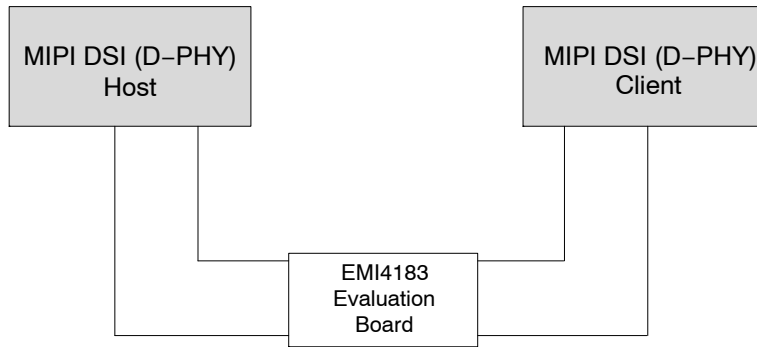 MIPI DSI (D−PHY)
Host
MIPI DSI (D−PHY)
Client
EMI4183
Evaluation
Board